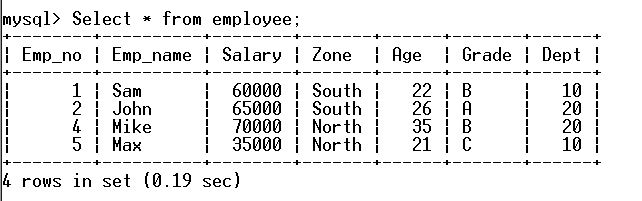 mysql> Select * from employee;
+--------+----------+--------+-------+------+-------+------+
| Emp_no | Emp_name | Salary | Zone  | Age  | Grade | Dept |
+--------+----------+--------+-------+------+-------+------+
|      1 | Sam      |  60000 | South |   22 | B     |   10 |
|      2 | John     |  65000 | South |   26 | A     |   20 |
|      4 | Mike     |  70000 | North |   35 | B     |   20 |
|      5 | Max      |  35000 | North |   21 | C     |   10 |
+--------+----------+--------+-------+------+-------+------+
4 rows in set (0.19 sec)